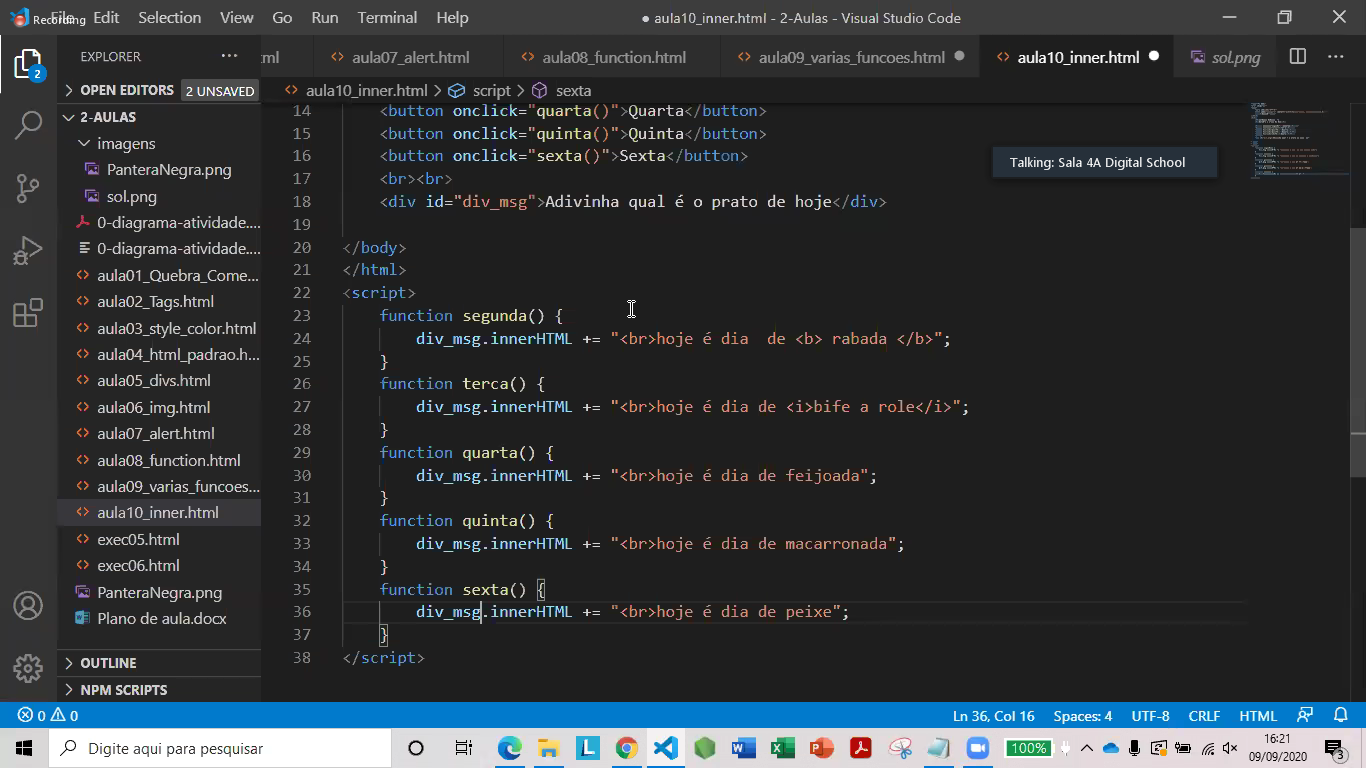 Recording
File Edit Selection View Go Run Terminal Help
● aula10_inner.html - 2-Aulas - Visual Studio Code
EXPLORER ···
ml aula07_alert.html aula08_function.html aula09_varias_funcoes.html aula10_inner.html sol.png ···
OPEN EDITORS 2 UNSAVED
aula10_inner.html > script > sexta
2
2-AULAS
imagens
PanteraNegra.png
sol.png
0-diagrama-atividade....
0-diagrama-atividade....
aula01_Quebra_Come...
aula02_Tags.html
aula03_style_color.html
aula04_html_padrao.h...
aula05_divs.html
aula06_img.html
aula07_alert.html
aula08_function.html
aula09_varias_funcoes...
aula10_inner.html
exec05.html
exec06.html
PanteraNegra.png
Plano de aula.docx
OUTLINE
NPM SCRIPTS
14 <button onclick="quarta()">Quarta</button>
15 <button onclick="quinta()">Quinta</button>
16 <button onclick="sexta()">Sexta</button>
17 <br><br>
18 <div id="div_msg">Adivinha qual é o prato de hoje</div>
19
20 </body>
21 </html>
22 <script>
23 function segunda() {
24 div_msg.innerHTML += "<br>hoje é dia  de <b> rabada </b>";
25 }
26 function terca() {
27 div_msg.innerHTML += "<br>hoje é dia de <i>bife a role</i>";
28 }
29 function quarta() {
30 div_msg.innerHTML += "<br>hoje é dia de feijoada";
31 }
32 function quinta() {
33 div_msg.innerHTML += "<br>hoje é dia de macarronada";
34 }
35 function sexta() {
36 div_msg.innerHTML += "<br>hoje é dia de peixe";
37 }
38 </script>
Talking: Sala 4A Digital School
0 0 Ln 36, Col 16 Spaces: 4 UTF-8 CRLF HTML
Digite aqui para pesquisar
100%
16:21
09/09/2020
3